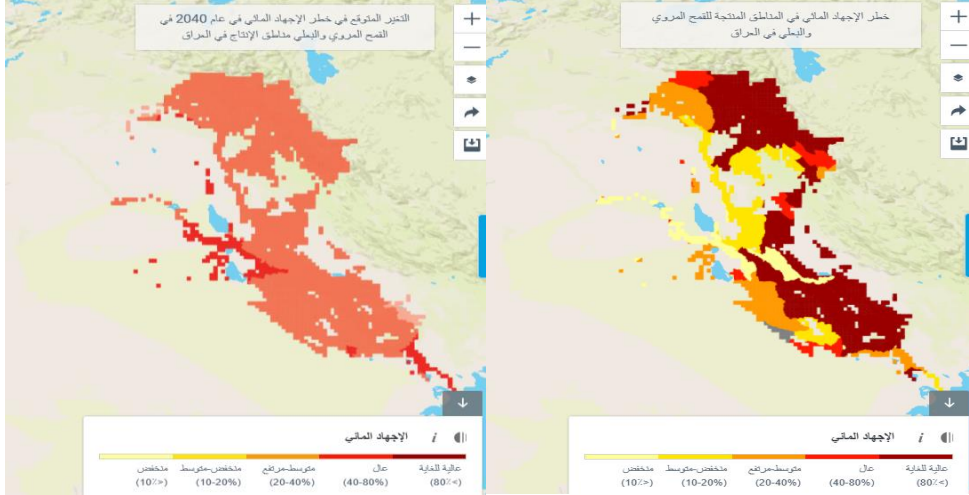 خطر الإجهاد المائي في المناطق المنتجة للقمح المروي
والبعلي في العراق
الإجهاد المائي
عالية للغاية عال متوسط-مرتفع منخفض-متوسط منخفض
(80٪<) (40-80%) (20-40%) (10-20%) (10٪>)
التغير المتوقع في خطر الإجهاد المائي في عام 2040 في
القمح المروي والبعلي مناطق الإنتاج في العراق
الإجهاد المائي
عالية للغاية عال متوسط-مرتفع منخفض-متوسط منخفض
(80٪<) (40-80%) (20-40%) (10-20%) (10٪>)